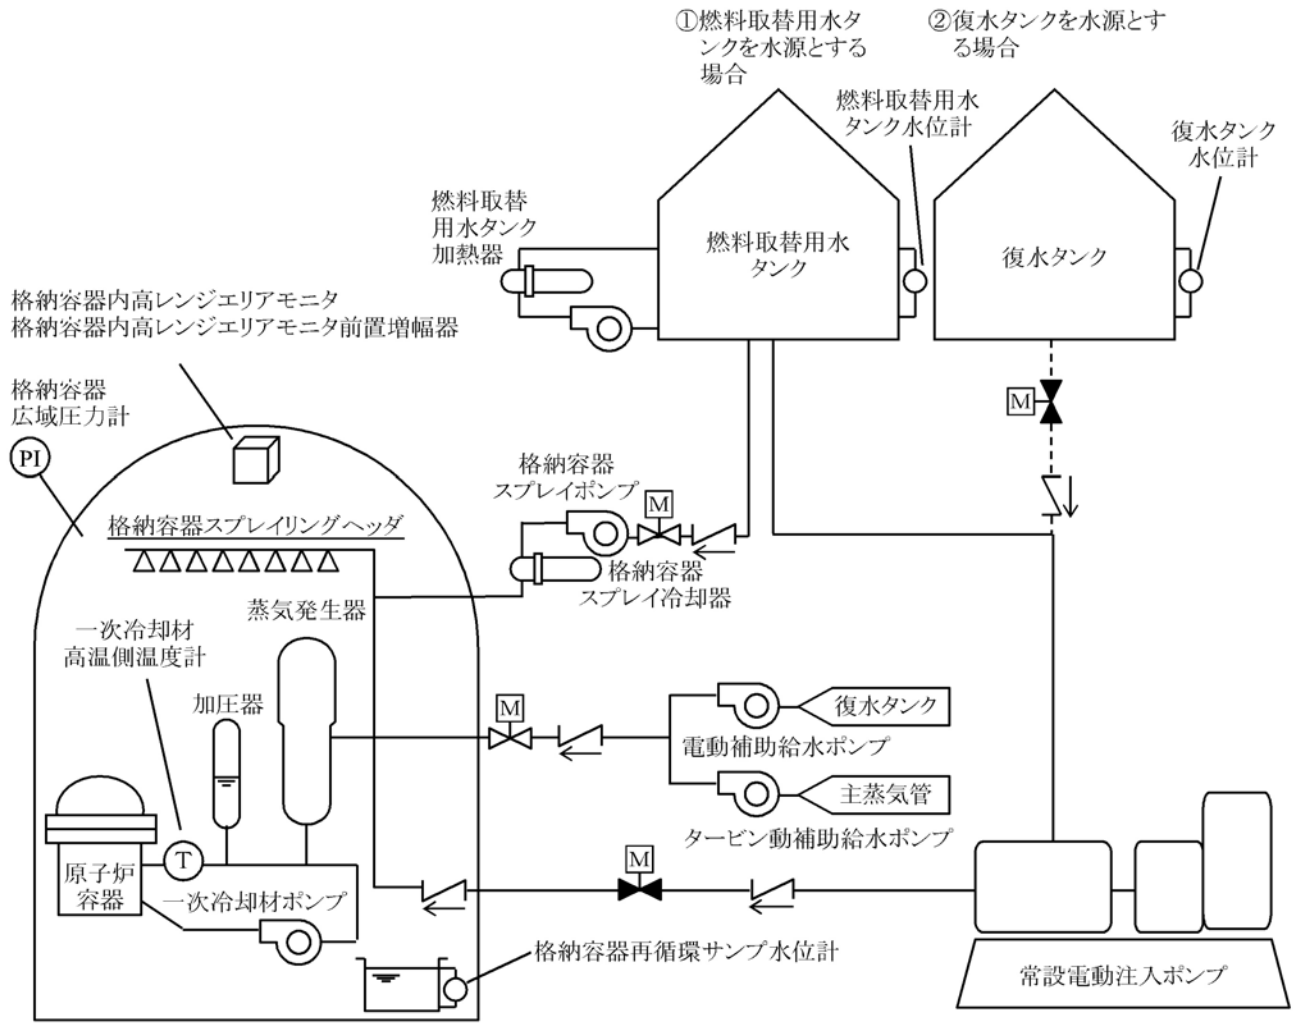 ①燃料取替用水タ
ンクを水源とする
場合
②復水タンクを水源とす
る場合
燃料取替用水
タンク水位計
復水タンク
水位計
燃料取替
用水タンク
加熱器
燃料取替用水
タンク
復水タンク
格納容器内高レンジエリアモニタ
格納容器内高レンジエリアモニタ前置増幅器
格納容器
広域圧力計
PI
M
格納容器
スプレイポンプ
M
格納容器スプレイリングヘッダ
格納容器
スプレイ冷却器
蒸気発生器
一次冷却材
高温側温度計
加圧器
M
復水タンク
電動補助給水ポンプ
主蒸気管
タービン動補助給水ポンプ
T
M
原子炉
容器
一次冷却材ポンプ
格納容器再循環サンプ水位計
常設電動注入ポンプ